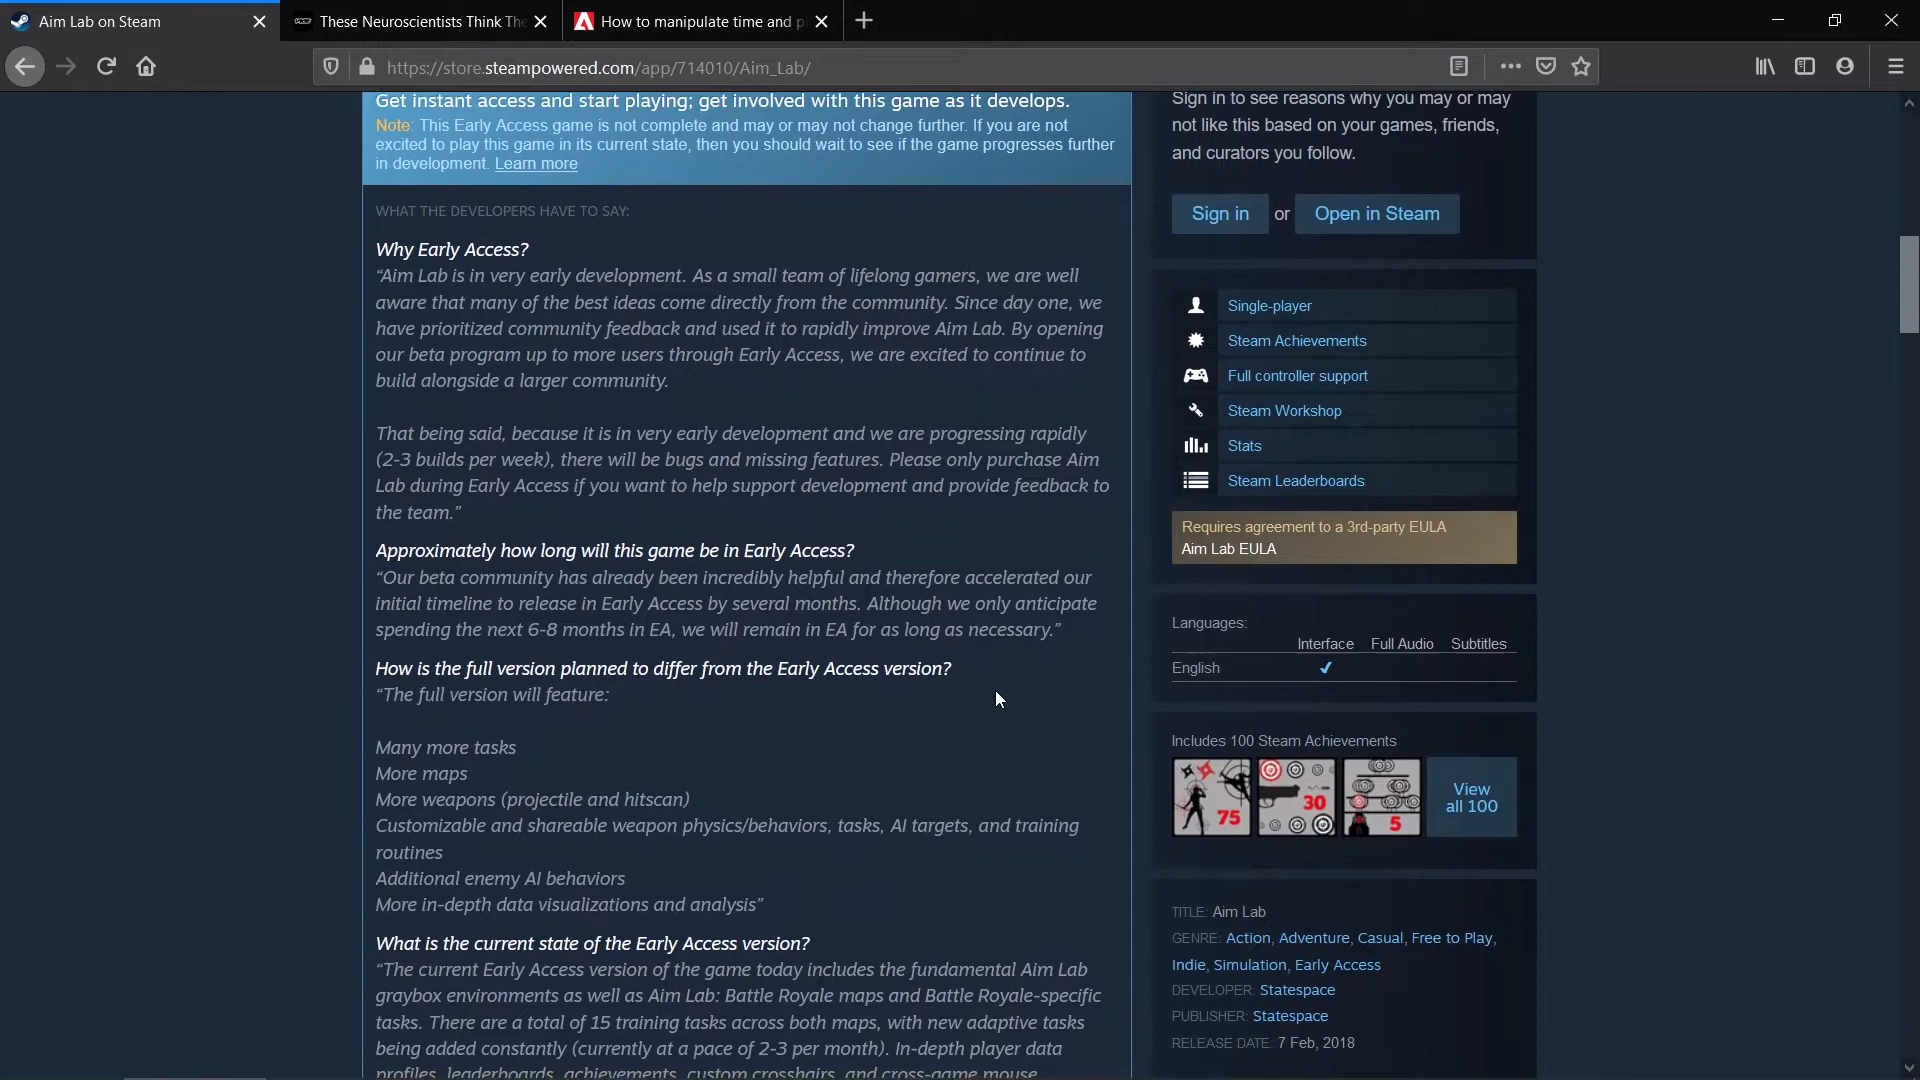 Aim Lab on Steam
These Neuroscientists Think The
How to manipulate time and p
https://store.steampowered.com/app/714010/Aim_Lab/
Get instant access and start playing; get involved with this game as it develops.
Note: This Early Access game is not complete and may or may not change further. If you are not
excited to play this game in its current state, then you should wait to see if the game progresses further
in development. Learn more
WHAT THE DEVELOPERS HAVE TO SAY:
Why Early Access?
“Aim Lab is in very early development. As a small team of lifelong gamers, we are well
aware that many of the best ideas come directly from the community. Since day one, we
have prioritized community feedback and used it to rapidly improve Aim Lab. By opening
our beta program up to more users through Early Access, we are excited to continue to
build alongside a larger community.
That being said, because it is in very early development and we are progressing rapidly
(2-3 builds per week), there will be bugs and missing features. Please only purchase Aim
Lab during Early Access if you want to help support development and provide feedback to
the team.”
Approximately how long will this game be in Early Access?
“Our beta community has already been incredibly helpful and therefore accelerated our
initial timeline to release in Early Access by several months. Although we only anticipate
spending the next 6-8 months in EA, we will remain in EA for as long as necessary.”
How is the full version planned to differ from the Early Access version?
“The full version will feature:
Many more tasks
More maps
More weapons (projectile and hitscan)
Customizable and shareable weapon physics/behaviors, tasks, AI targets, and training
routines
Additional enemy AI behaviors
More in-depth data visualizations and analysis”
What is the current state of the Early Access version?
“The current Early Access version of the game today includes the fundamental Aim Lab
graybox environments as well as Aim Lab: Battle Royale maps and Battle Royale-specific
tasks. There are a total of 15 training tasks across both maps, with new adaptive tasks
being added constantly (currently at a pace of 2-3 per month). In-depth player data
profiles, leaderboards, achievements, custom crosshairs, and cross-game mouse
Sign in to see reasons why you may or may
not like this based on your games, friends,
and curators you follow.
Sign in or Open in Steam
Single-player
Steam Achievements
Full controller support
Steam Workshop
Stats
Steam Leaderboards
Requires agreement to a 3rd-party EULA
Aim Lab EULA
Languages:
Interface Full Audio Subtitles
English ✔
Includes 100 Steam Achievements
75
30
5
View
all 100
TITLE: Aim Lab
GENRE: Action, Adventure, Casual, Free to Play,
Indie, Simulation, Early Access
DEVELOPER: Statespace
PUBLISHER: Statespace
RELEASE DATE: 7 Feb, 2018